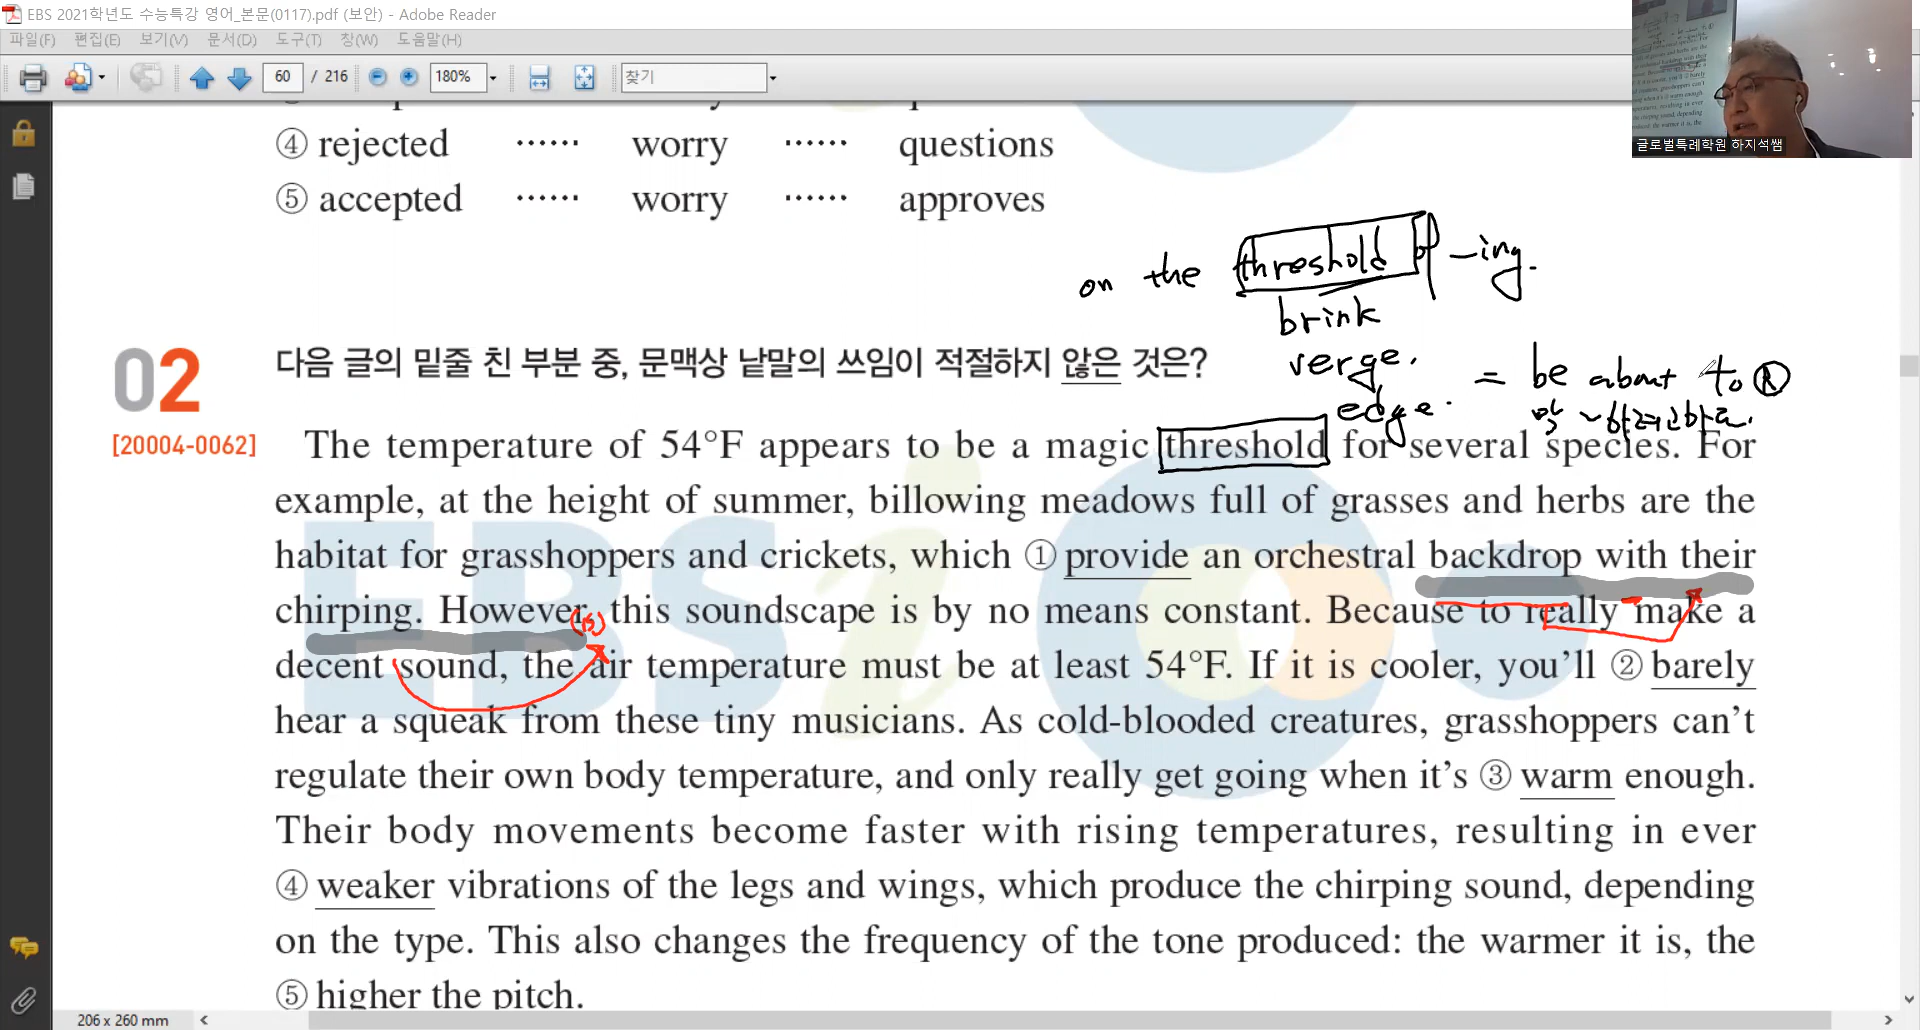 EBS 2021학년도 수능특강 영어_본문(0117).pdf (보안) - Adobe Reader
파일(F) 편집(E) 보기(V) 문서(D) 도구(T) 창(W) 도움말(H)
60 / 216 180% 찾기
글로벌특례학원 하지석쌤
④ rejected ······ worry ······ questions
⑤ accepted ······ worry ······ approves
on the threshold of -ing.
brink
verge.
edge.
= be about to Ⓡ
막 ~하려고하다.
02
[20004-0062]
다음 글의 밑줄 친 부분 중, 문맥상 낱말의 쓰임이 적절하지 않은 것은?
The temperature of 54°F appears to be a magic threshold for several species. For
example, at the height of summer, billowing meadows full of grasses and herbs are the
habitat for grasshoppers and crickets, which ① provide an orchestral backdrop with their
chirping. However, this soundscape is by no means constant. Because to really make a
decent sound, the air temperature must be at least 54°F. If it is cooler, you’ll ② barely
hear a squeak from these tiny musicians. As cold-blooded creatures, grasshoppers can’t
regulate their own body temperature, and only really get going when it’s ③ warm enough.
Their body movements become faster with rising temperatures, resulting in ever
④ weaker vibrations of the legs and wings, which produce the chirping sound, depending
on the type. This also changes the frequency of the tone produced: the warmer it is, the
⑤ higher the pitch.
206 x 260 mm